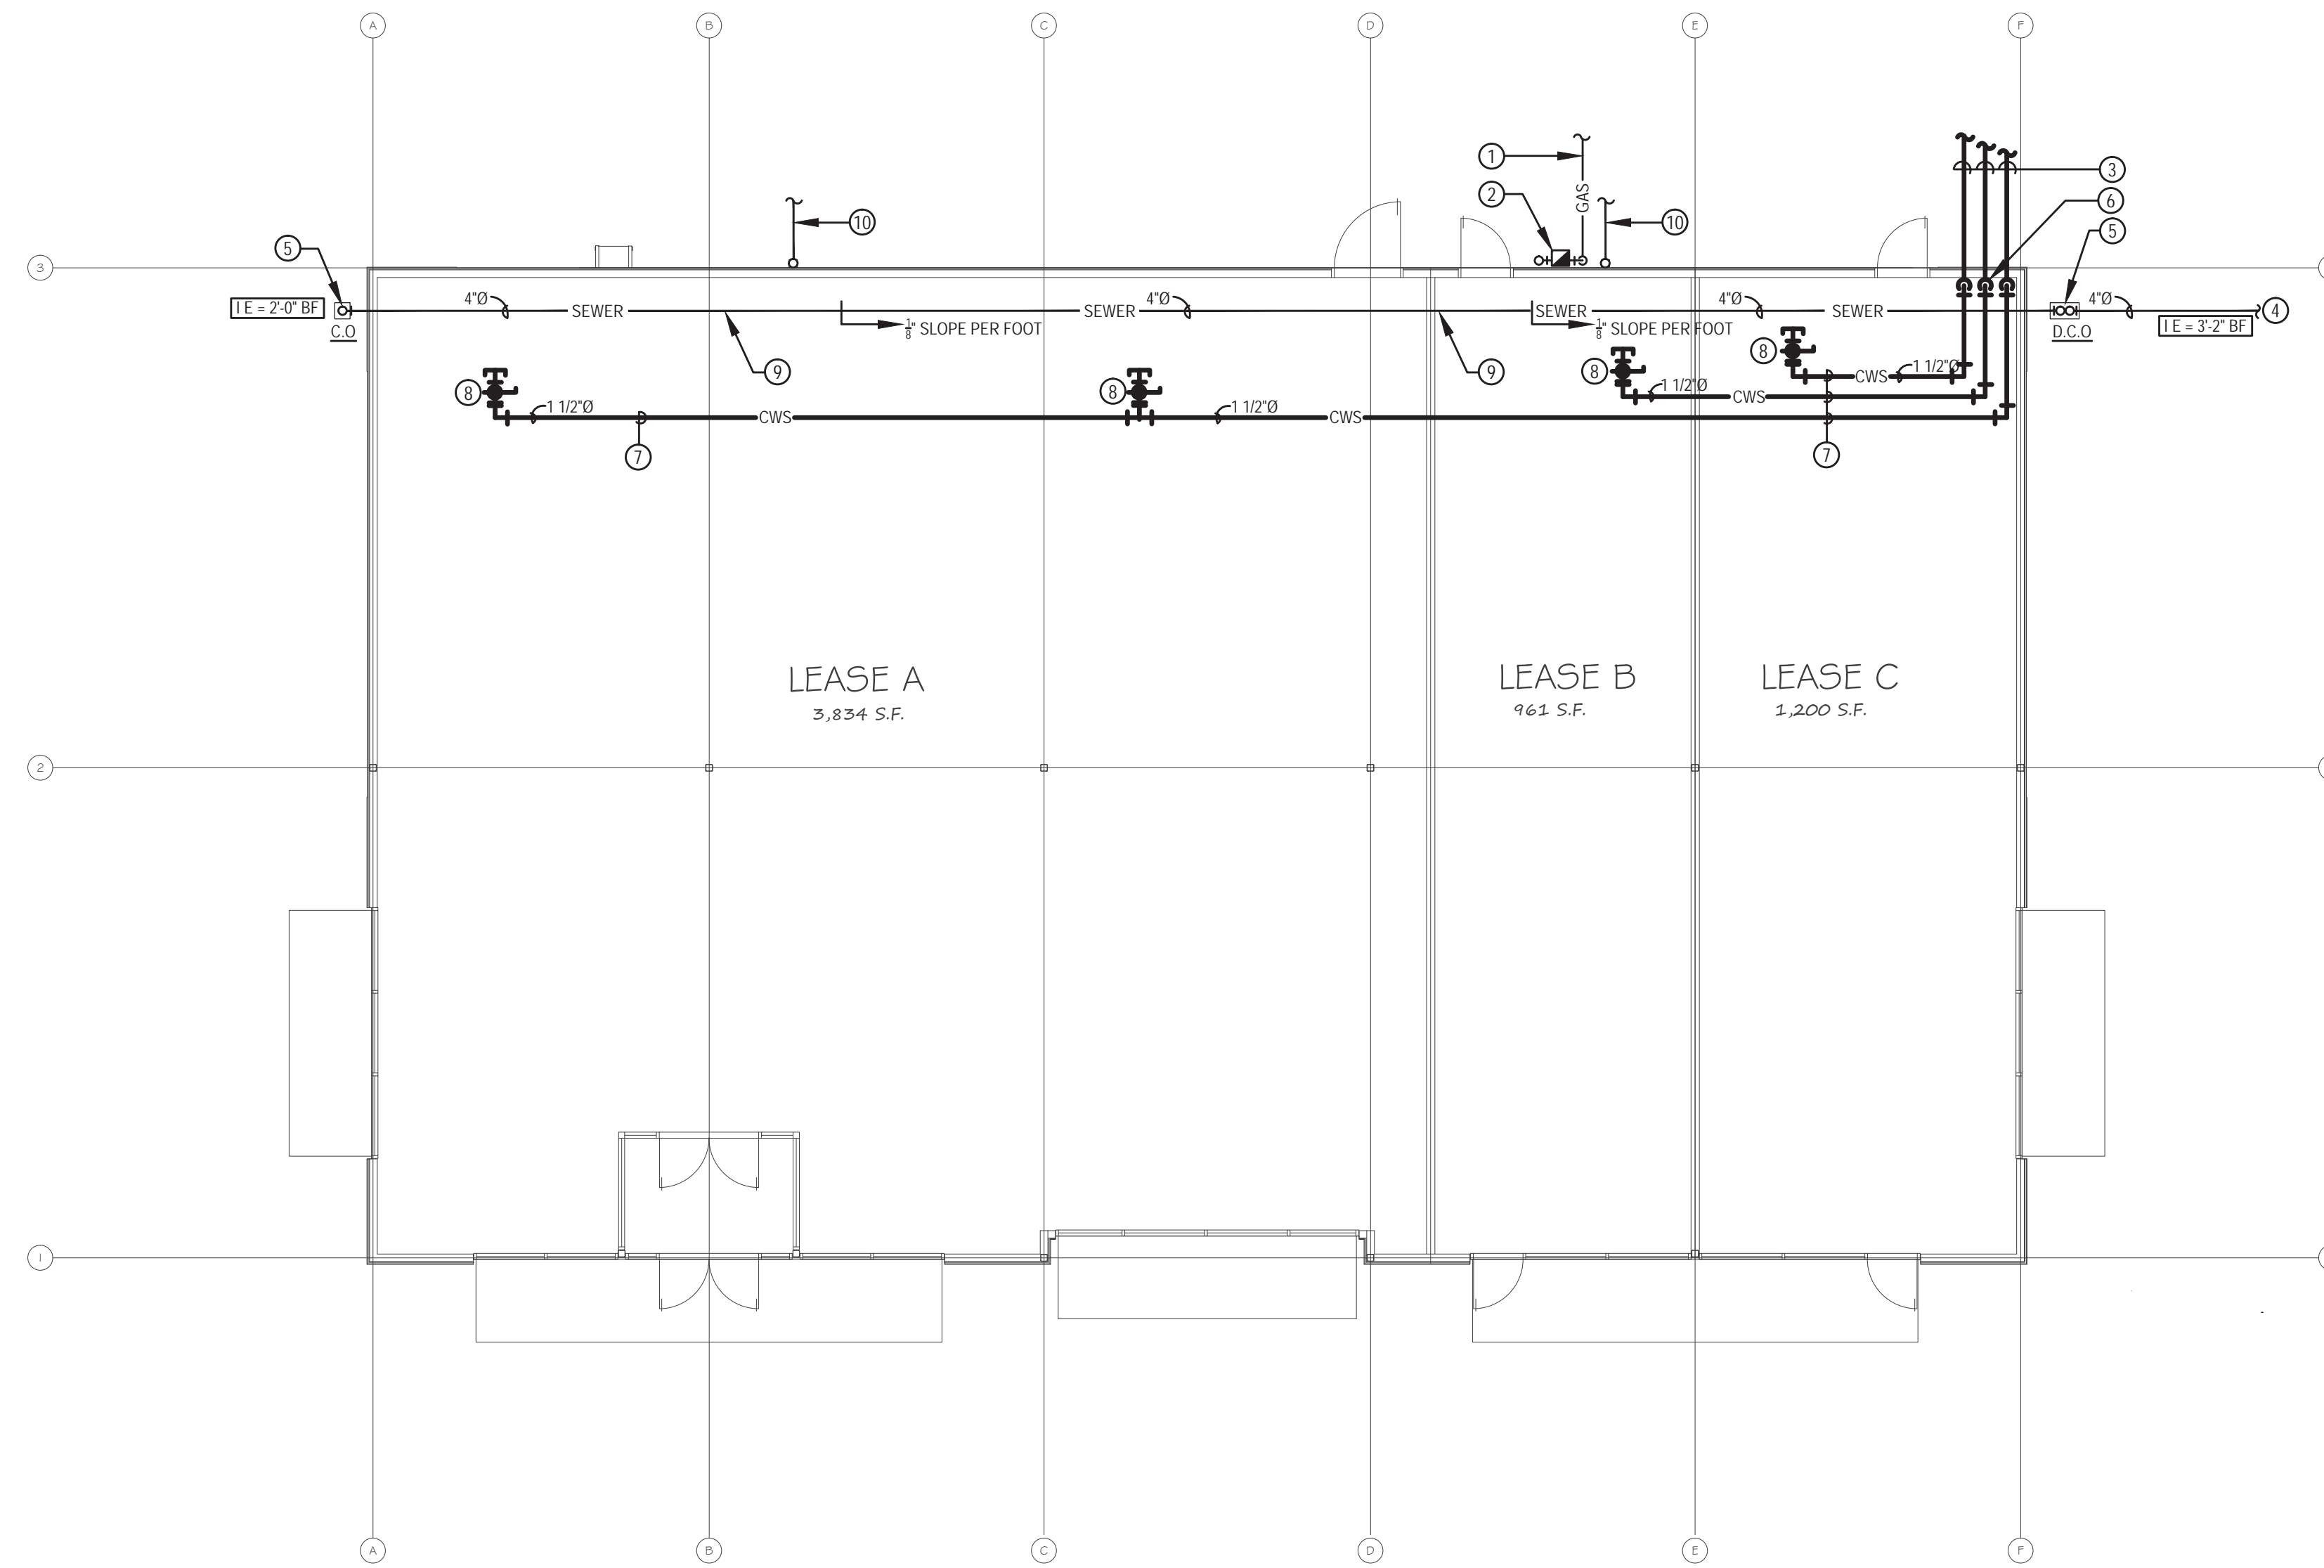 A B C D E F
1
3
2
GAS
6
10 10
5 5
3
I E = 2'-0" BF
4"Ø SEWER 4"Ø SEWER SEWER 4"Ø SEWER 4"Ø
4
C.O
1/8" SLOPE PER FOOT
1/8" SLOPE PER FOOT
D.C.O
I E = 3'-2" BF
8
9 9
8
1 1/2"Ø
CWS
8 8
1 1/2"Ø
CWS
1 1/2"Ø
CWS
1 1/2"Ø
CWS
7 7
LEASE A
3,834 S.F.
LEASE B
961 S.F.
LEASE C
1,200 S.F.
2
1
A B C D E F